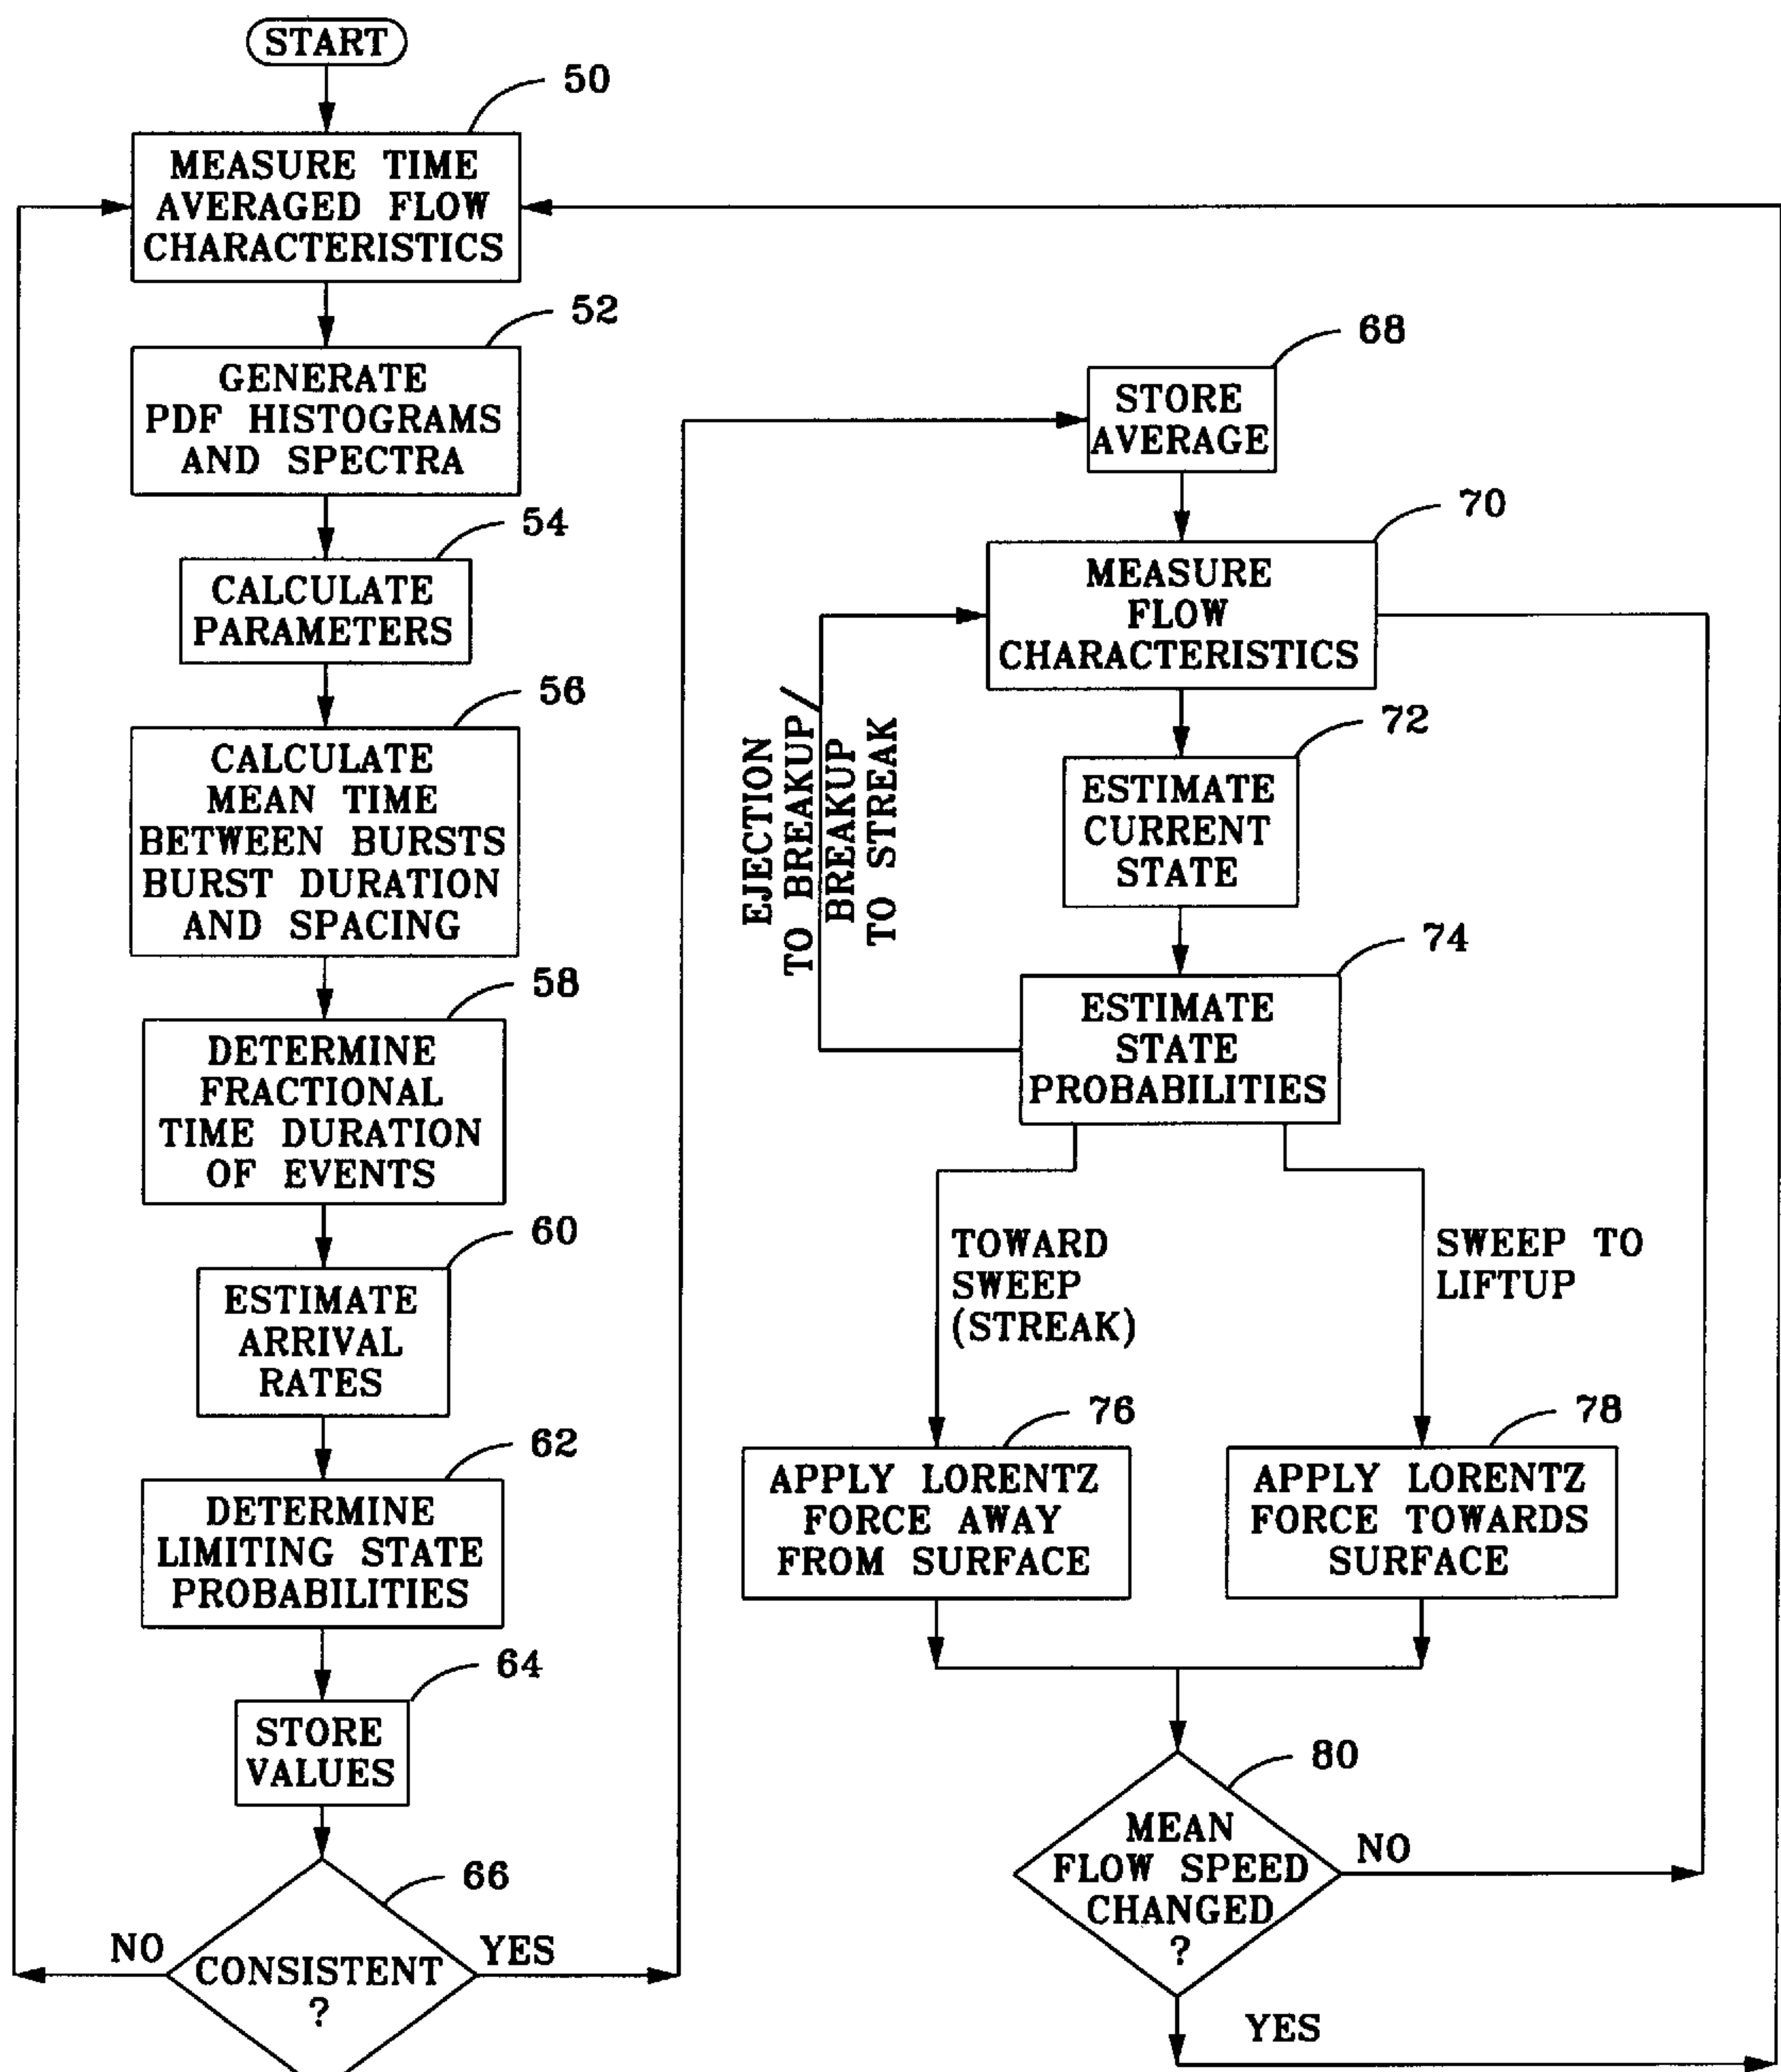 START
50
MEASURE TIME
AVERAGED FLOW
CHARACTERISTICS
52
GENERATE
PDF HISTOGRAMS
AND SPECTRA
54
CALCULATE
PARAMETERS
56
CALCULATE
MEAN TIME
BETWEEN BURSTS
BURST DURATION
AND SPACING
58
DETERMINE
FRACTIONAL
TIME DURATION
OF EVENTS
60
ESTIMATE
ARRIVAL
RATES
62
DETERMINE
LIMITING STATE
PROBABILITIES
64
STORE
VALUES
66
CONSISTENT
?
NO
YES
68
STORE
AVERAGE
70
MEASURE
FLOW
CHARACTERISTICS
72
ESTIMATE
CURRENT
STATE
74
ESTIMATE
STATE
PROBABILITIES
EJECTION
TO BREAKUP/
BREAKUP
TO STREAK
TOWARD
SWEEP
(STREAK)
SWEEP TO
LIFTUP
76
APPLY LORENTZ
FORCE AWAY
FROM SURFACE
78
APPLY LORENTZ
FORCE TOWARDS
SURFACE
80
MEAN
FLOW SPEED
CHANGED
?
NO
YES